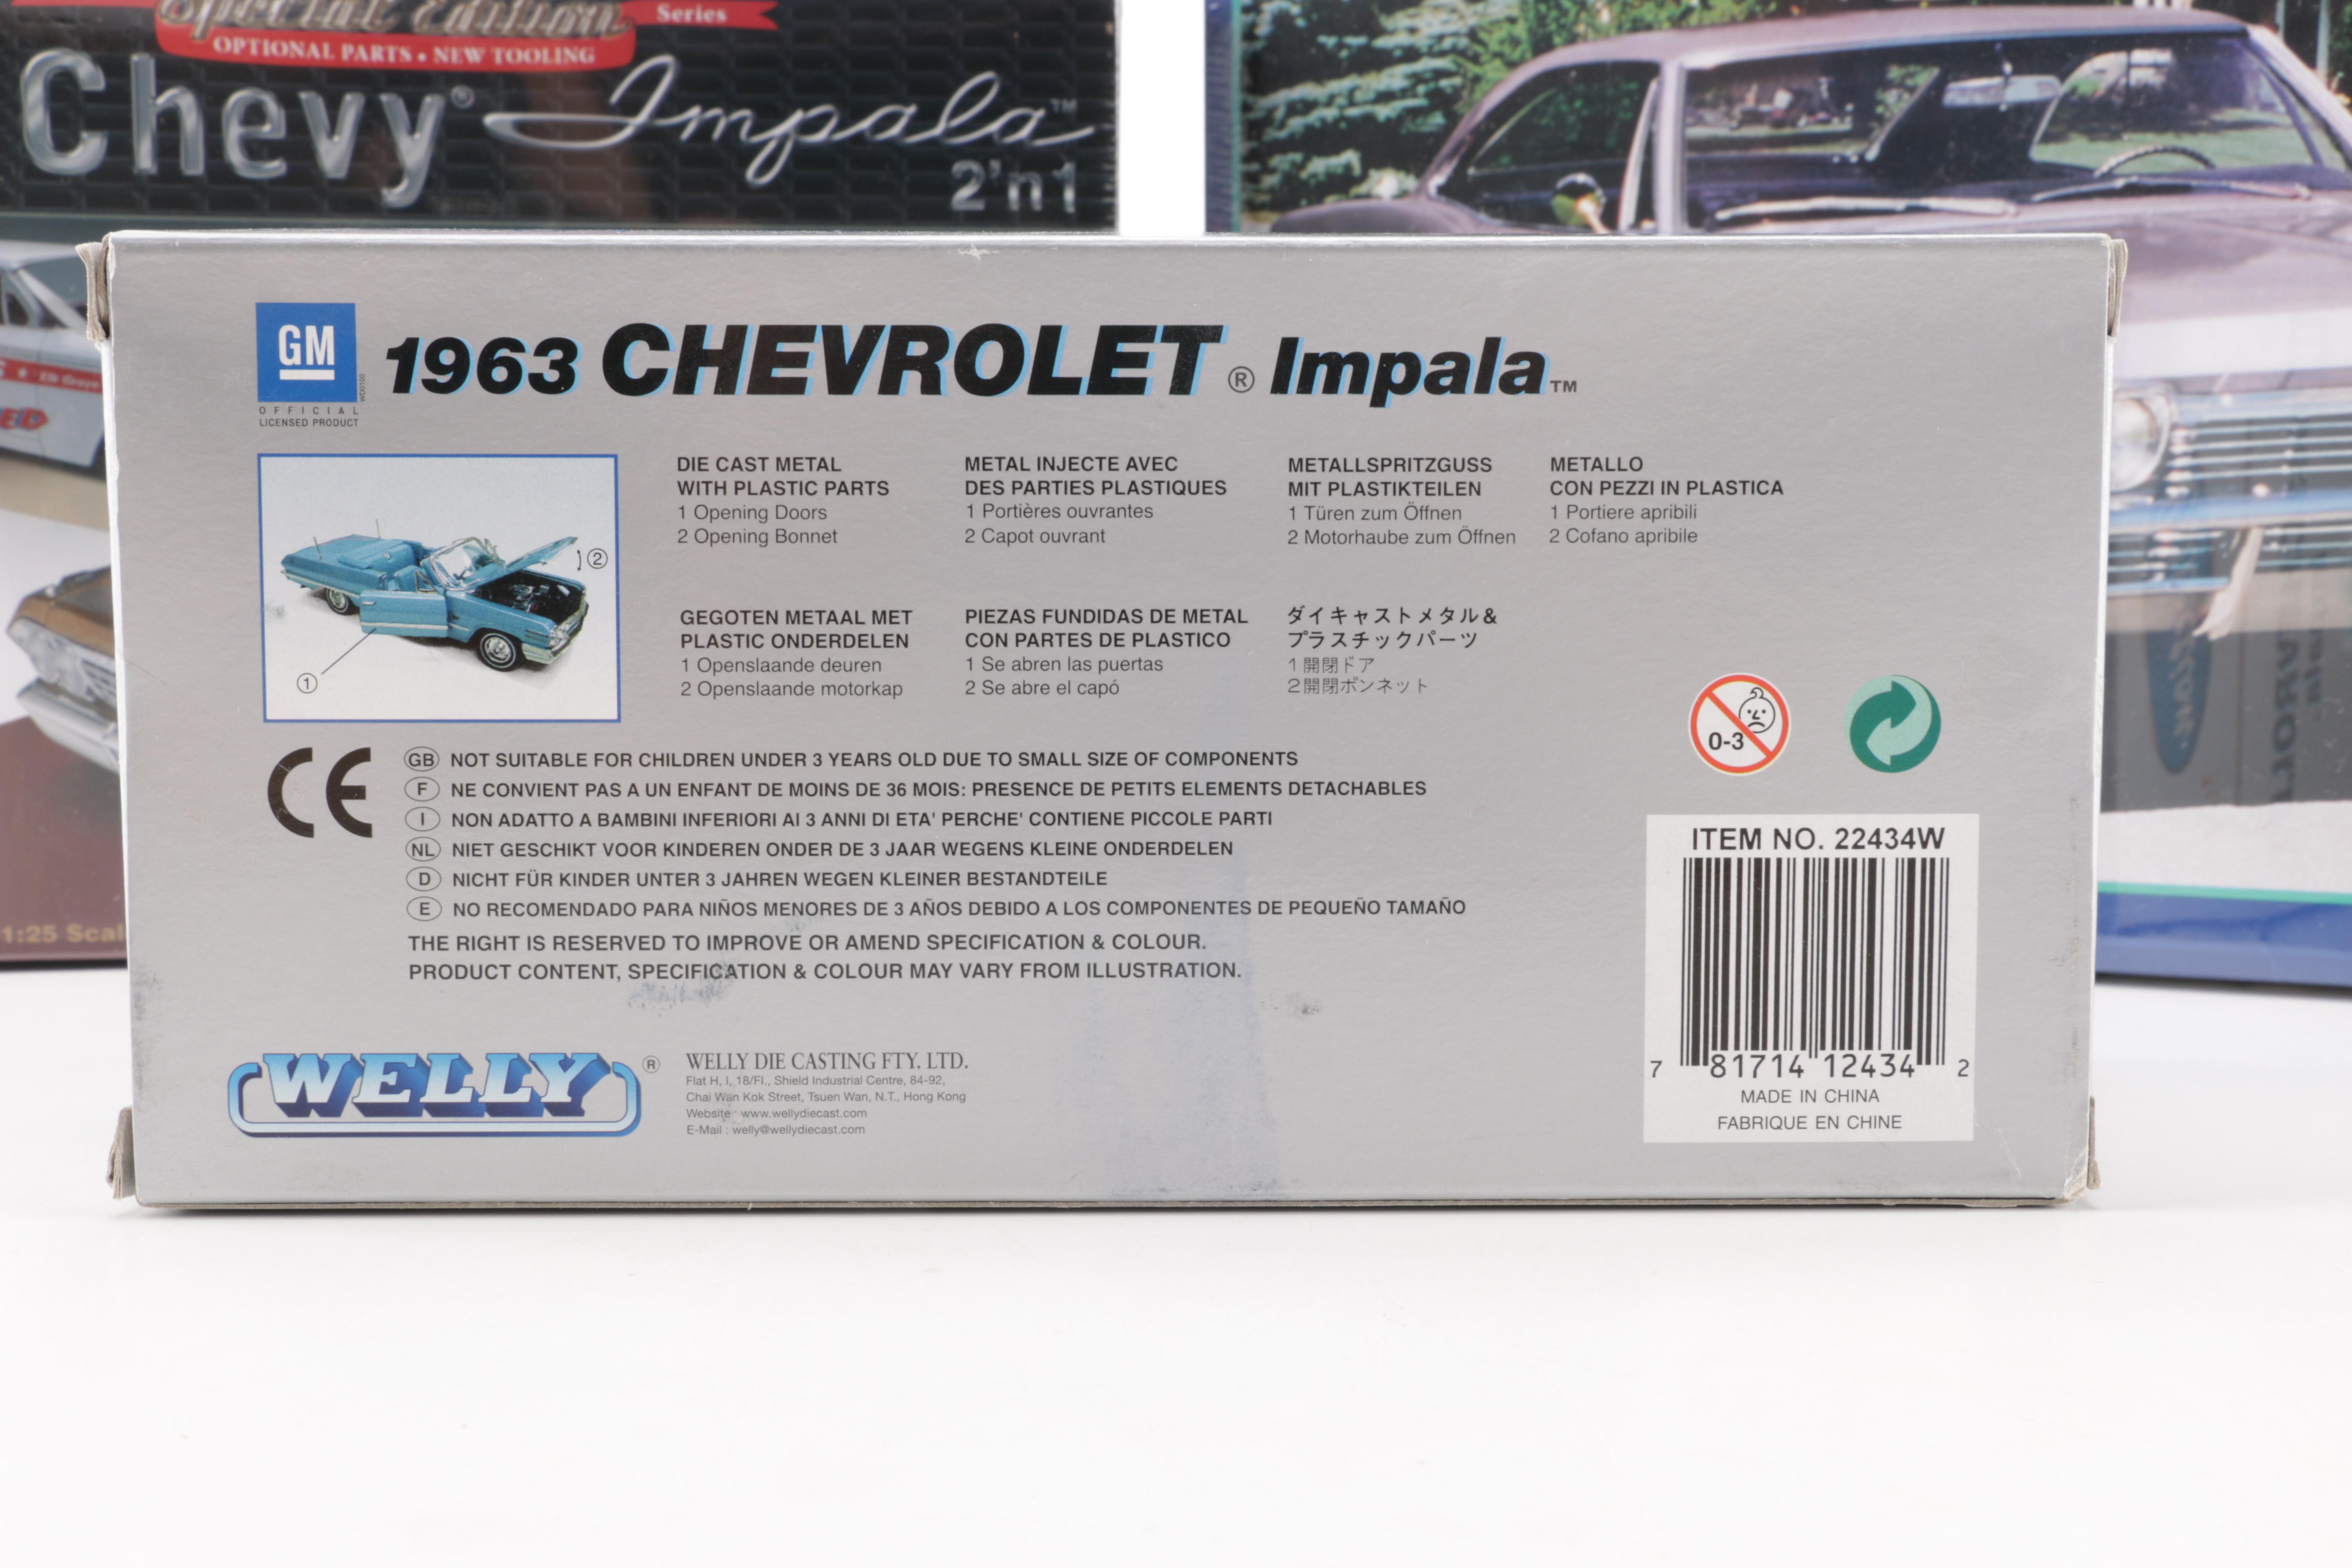 Special Edition
Series
OPTIONAL PARTS • NEW TOOLING
Chevy® Impala™
2'n1
GM
OFFICIAL
LICENSED PRODUCT
1963 CHEVROLET® Impala™
DIE CAST METAL
WITH PLASTIC PARTS
1 Opening Doors
2 Opening Bonnet
METAL INJECTE AVEC
DES PARTIES PLASTIQUES
1 Portières ouvrantes
2 Capot ouvrant
METALLSPRITZGUSS
MIT PLASTIKTEILEN
1 Türen zum Öffnen
2 Motorhaube zum Öffnen
METALLO
CON PEZZI IN PLASTICA
1 Portiere apribili
2 Cofano apribile
②
①
GEGOTEN METAAL MET
PLASTIC ONDERDELEN
1 Openslaande deuren
2 Openslaande motorkap
PIEZAS FUNDIDAS DE METAL
CON PARTES DE PLASTICO
1 Se abren las puertas
2 Se abre el capó
ダイキャストメタル&
プラスチックパーツ
1開閉ドア
2開閉ボンネット
0-3
CE
GB NOT SUITABLE FOR CHILDREN UNDER 3 YEARS OLD DUE TO SMALL SIZE OF COMPONENTS
F NE CONVIENT PAS A UN ENFANT DE MOINS DE 36 MOIS: PRESENCE DE PETITS ELEMENTS DETACHABLES
I NON ADATTO A BAMBINI INFERIORI AI 3 ANNI DI ETA' PERCHE' CONTIENE PICCOLE PARTI
NL NIET GESCHIKT VOOR KINDEREN ONDER DE 3 JAAR WEGENS KLEINE ONDERDELEN
D NICHT FÜR KINDER UNTER 3 JAHREN WEGEN KLEINER BESTANDTEILE
E NO RECOMENDADO PARA NIÑOS MENORES DE 3 AÑOS DEBIDO A LOS COMPONENTES DE PEQUEÑO TAMAÑO
THE RIGHT IS RESERVED TO IMPROVE OR AMEND SPECIFICATION & COLOUR.
PRODUCT CONTENT, SPECIFICATION & COLOUR MAY VARY FROM ILLUSTRATION.
ITEM NO. 22434W
7 81714 12434 2
MADE IN CHINA
FABRIQUE EN CHINE
WELLY®
WELLY DIE CASTING FTY. LTD.
Flat H, I, 18/Fl., Shield Industrial Centre, 84-92,
Chai Wan Kok Street, Tsuen Wan, N.T., Hong Kong
Website : www.wellydiecast.com
E-Mail : welly@wellydiecast.com
1:25